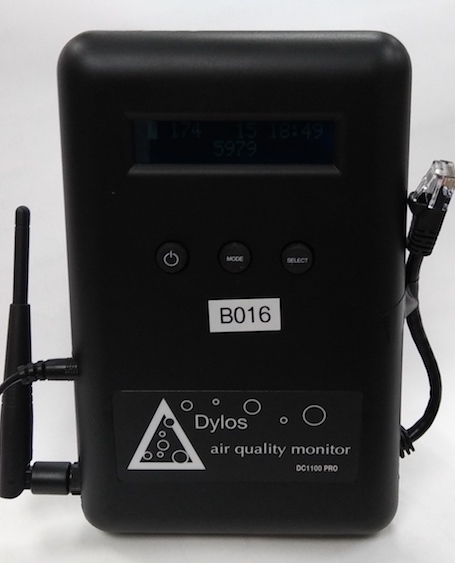 174 15 18:49
5979
MODE SELECT
B016
Dylos
air quality monitor
DC1100 PRO